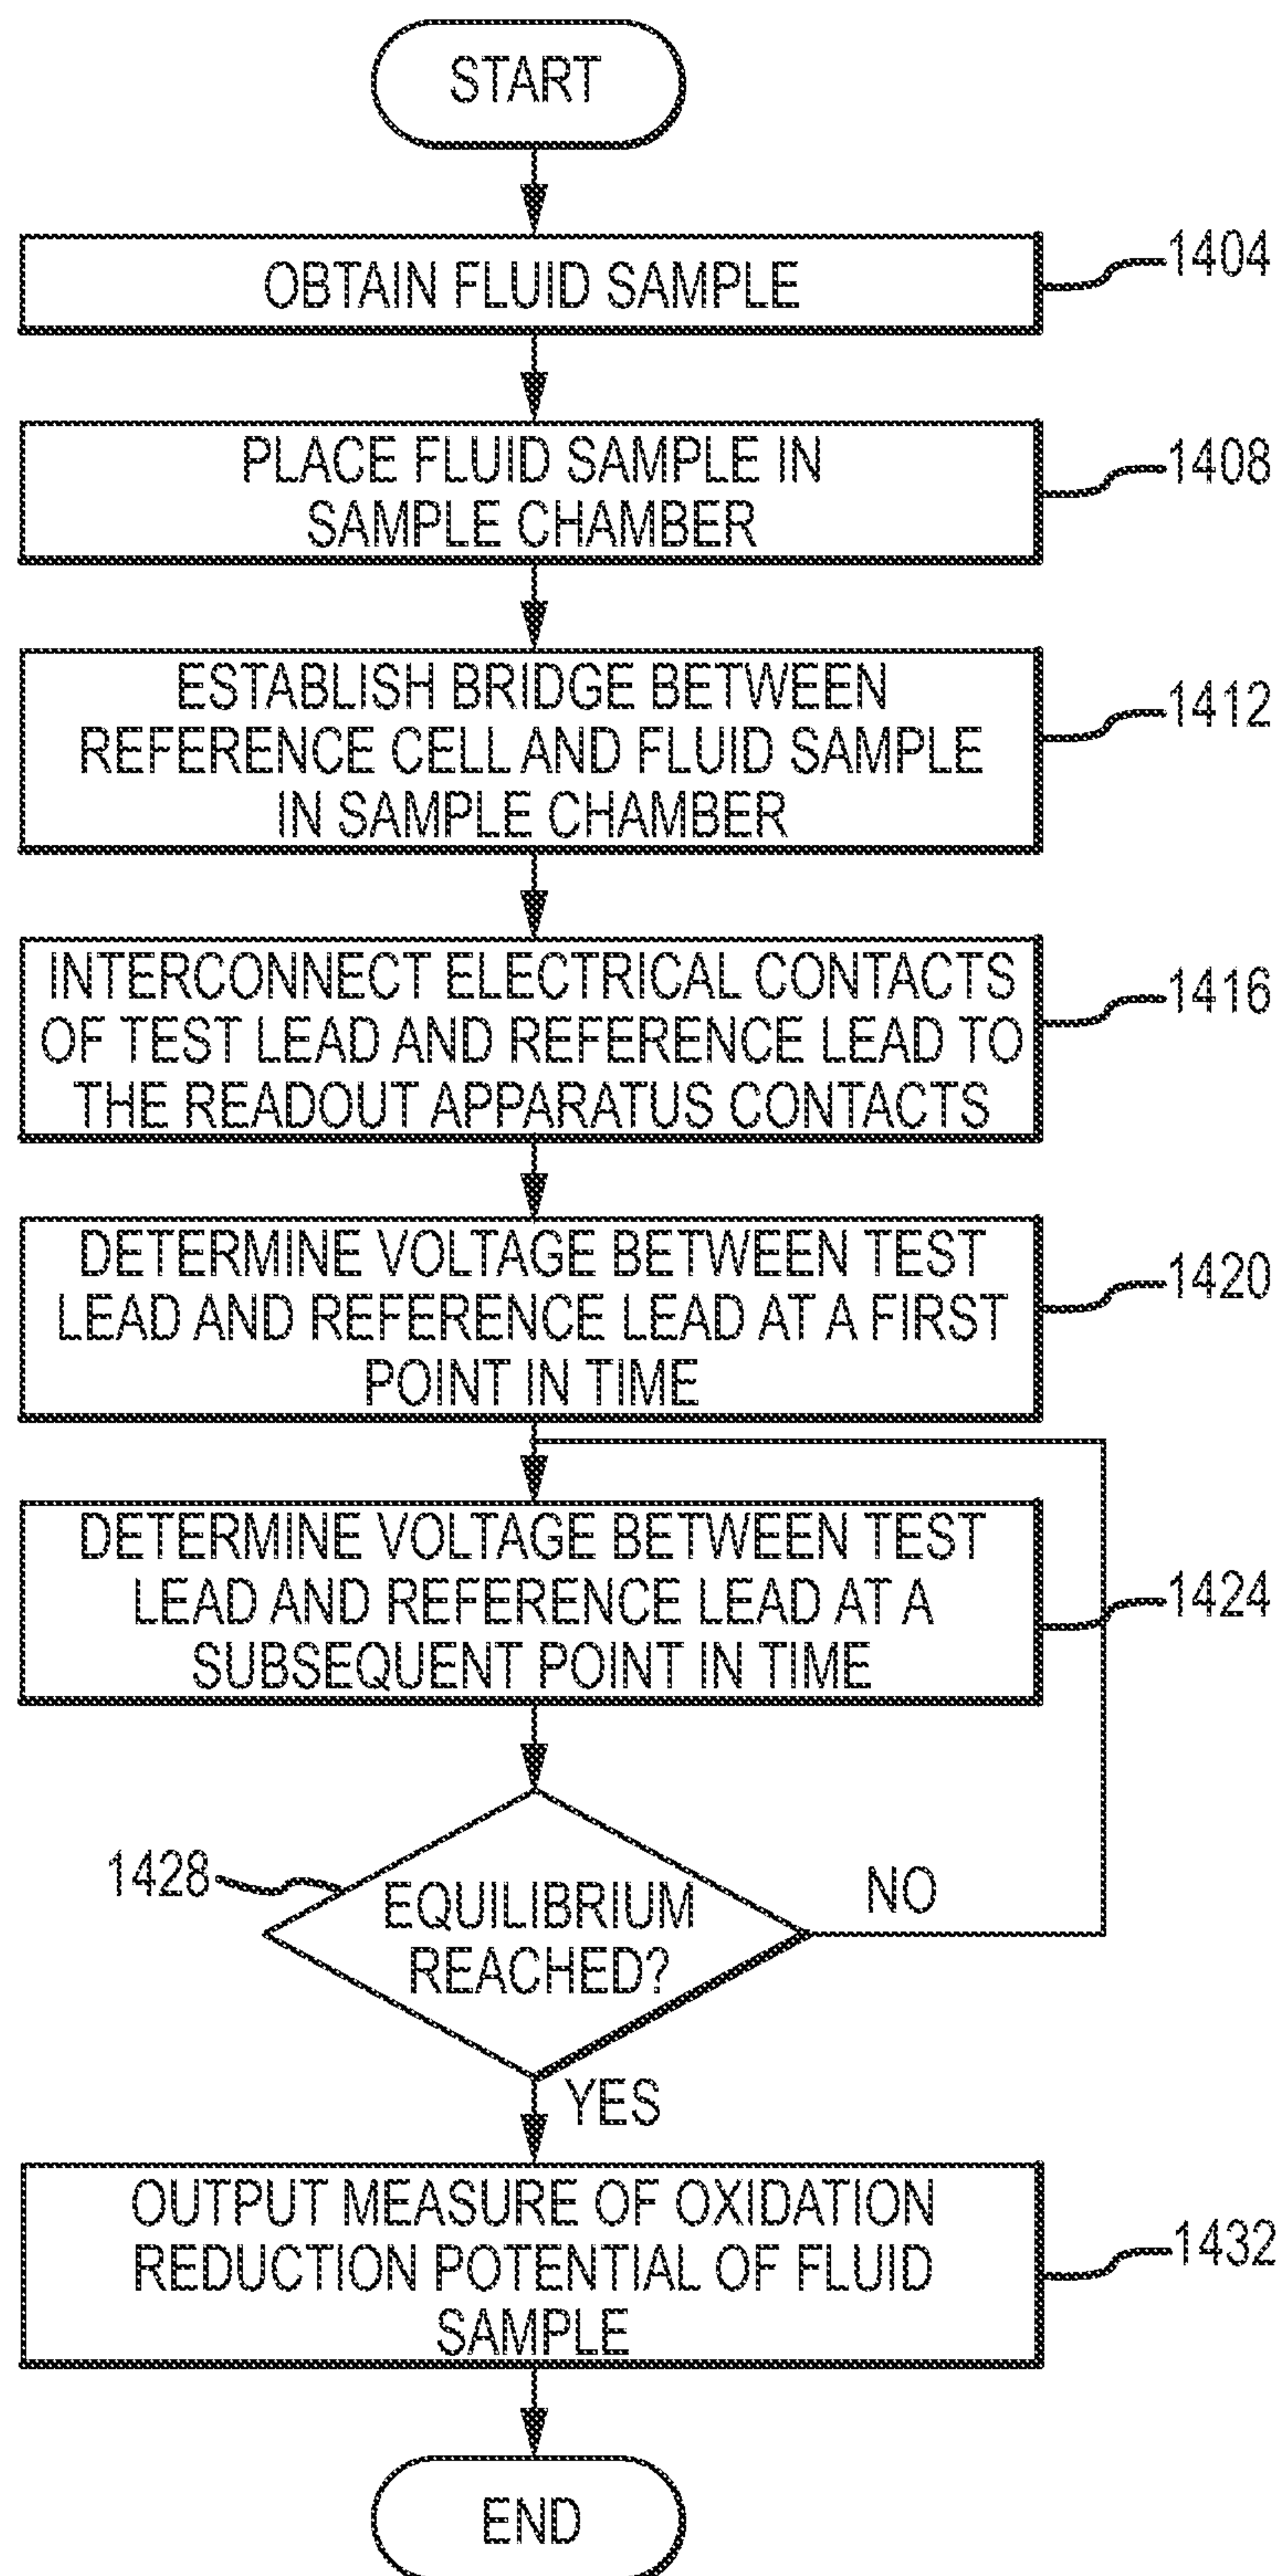 START
OBTAIN FLUID SAMPLE
1404
PLACE FLUID SAMPLE IN
SAMPLE CHAMBER
1408
ESTABLISH BRIDGE BETWEEN
REFERENCE CELL AND FLUID SAMPLE
IN SAMPLE CHAMBER
1412
INTERCONNECT ELECTRICAL CONTACTS
OF TEST LEAD AND REFERENCE LEAD TO
THE READOUT APPARATUS CONTACTS
1416
DETERMINE VOLTAGE BETWEEN TEST
LEAD AND REFERENCE LEAD AT A FIRST
POINT IN TIME
1420
DETERMINE VOLTAGE BETWEEN TEST
LEAD AND REFERENCE LEAD AT A
SUBSEQUENT POINT IN TIME
1424
1428
EQUILIBRIUM
REACHED?
NO
YES
OUTPUT MEASURE OF OXIDATION
REDUCTION POTENTIAL OF FLUID
SAMPLE
1432
END